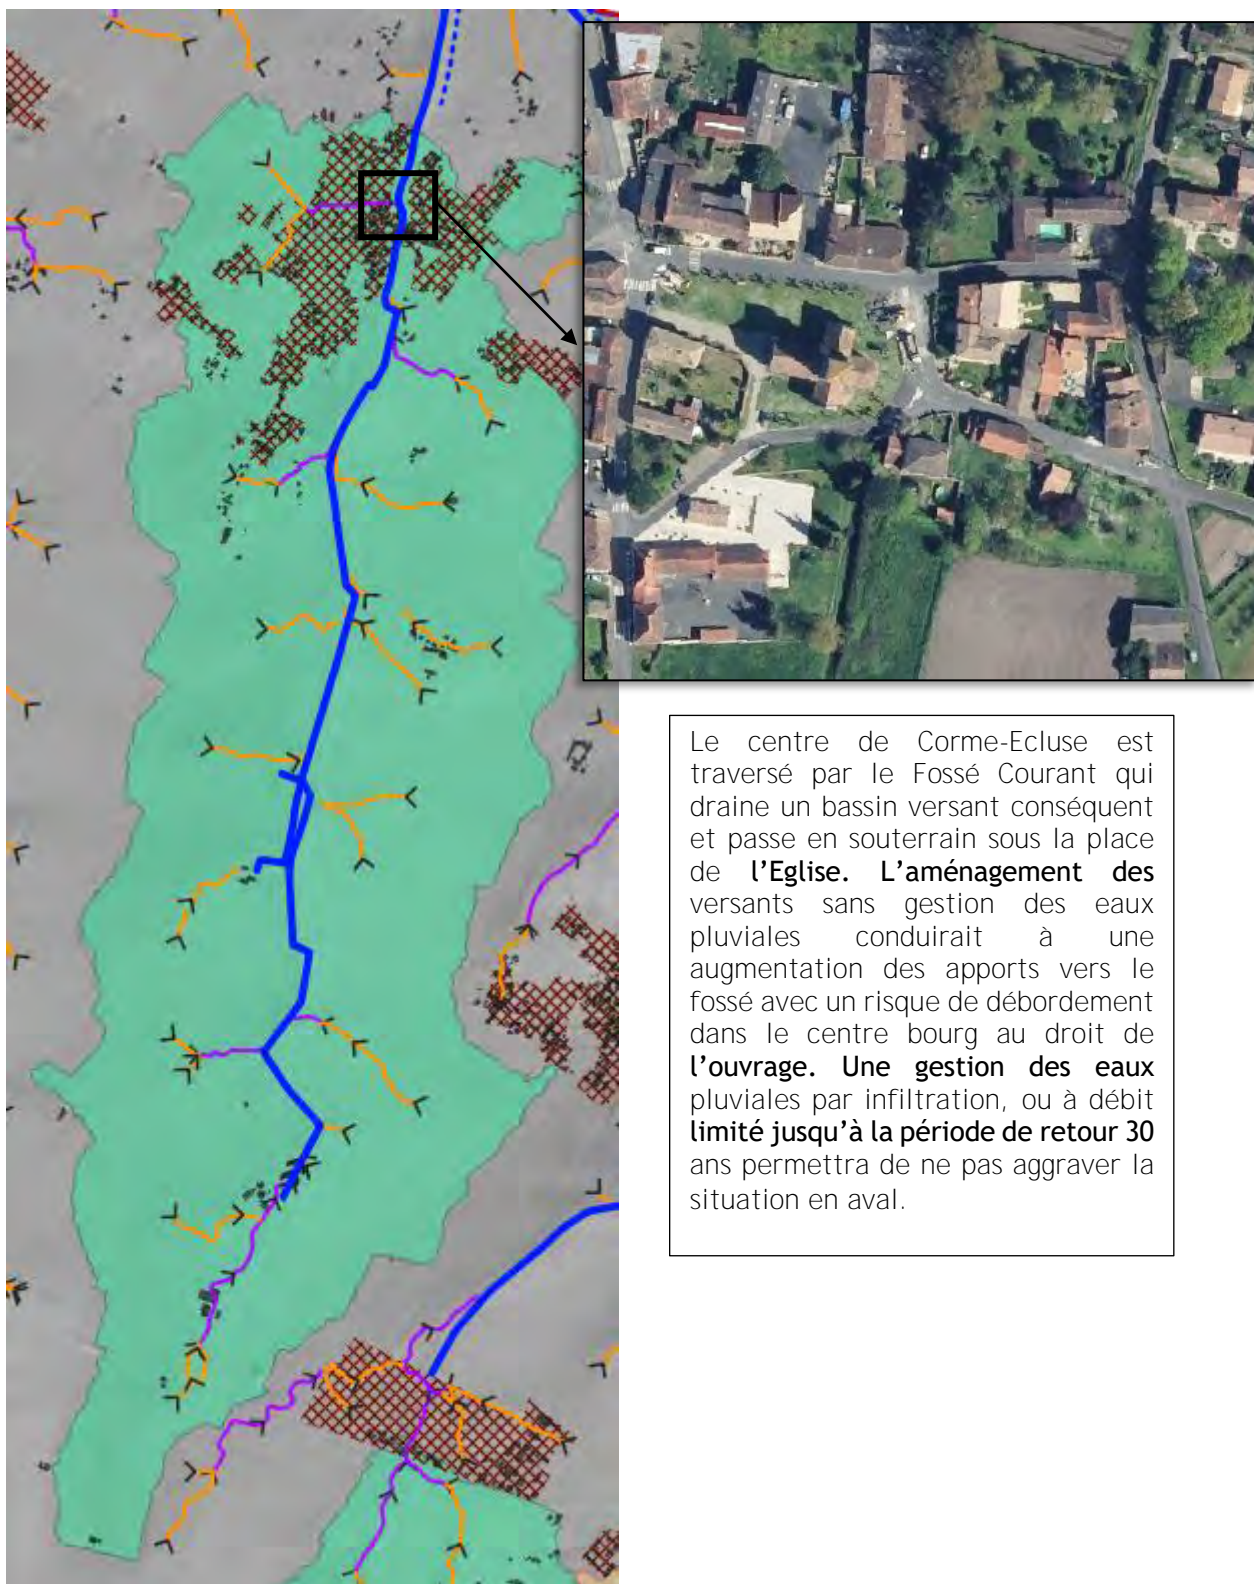 Le centre de Corme-Ecluse est
traversé par le Fossé Courant qui
draine un bassin versant conséquent
et passe en souterrain sous la place
de l'Eglise. L'aménagement des
versants sans gestion des eaux
pluviales conduirait à une
augmentation des apports vers le
fossé avec un risque de débordement
dans le centre bourg au droit de
l'ouvrage. Une gestion des eaux
pluviales par infiltration, ou à débit
limité jusqu'à la période de retour 30
ans permettra de ne pas aggraver la
situation en aval.